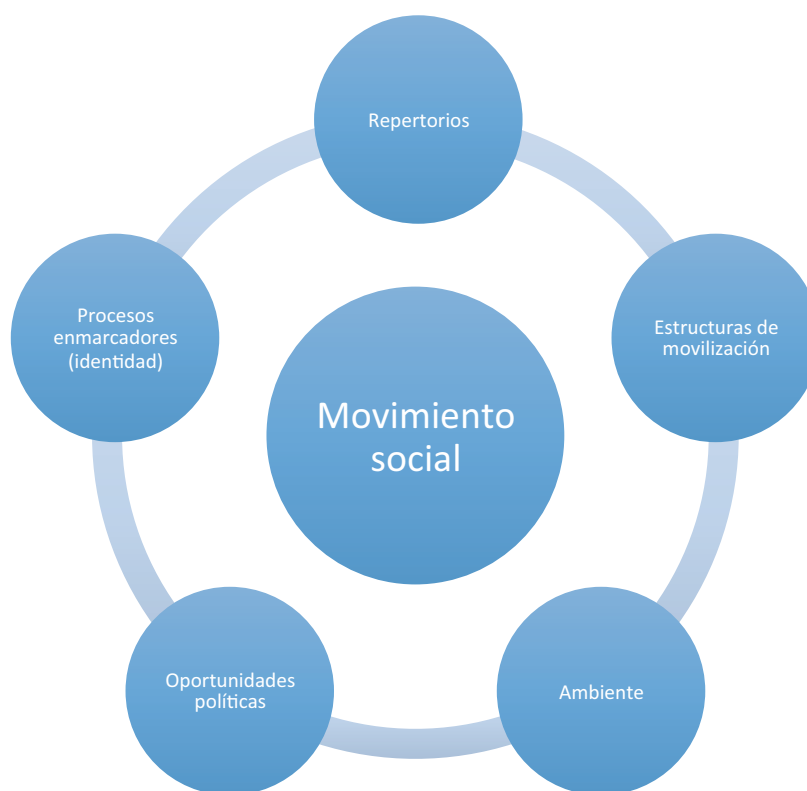 Repertorios
Estructuras de
movilización
Ambiente
Oportunidades
políticas
Procesos
enmarcadores
(identidad)
Movimiento
social